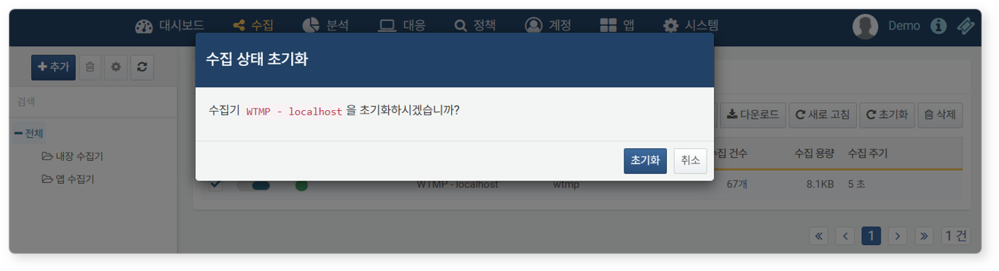 대시보드 수집 분석 대응 정책 계정 앱 시스템 Demo
수집 상태 초기화
추가
검색
수집기 WTMP - localhost 을 초기화하시겠습니까?
다운로드 새로 고침 초기화 삭제
전체
내장 수집기
앱 수집기
초기화 취소
건수 수집 용량 수집 주기
WTMP - localhost wtmp 67개 8.1KB 5 초
« ‹ 1 › » 1 건